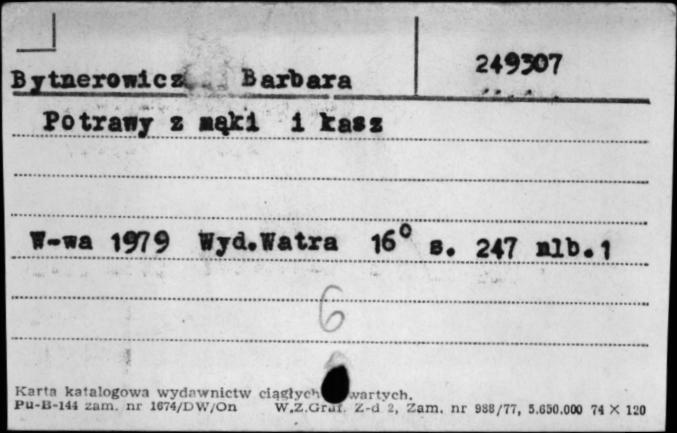 249307
Bytnerowicz Barbara
Potrawy z mąki i kasz
W-wa 1979 Wyd.Watra 16⁰ s. 247 nlb.1
6
Karta katalogowa wydawnictw ciągłych wartych.
Pu-B-144 zam. nr 1674/DW/On W.Z.Graf. Z-d 2, Zam. nr 988/77, 5.650.000 74 X 120